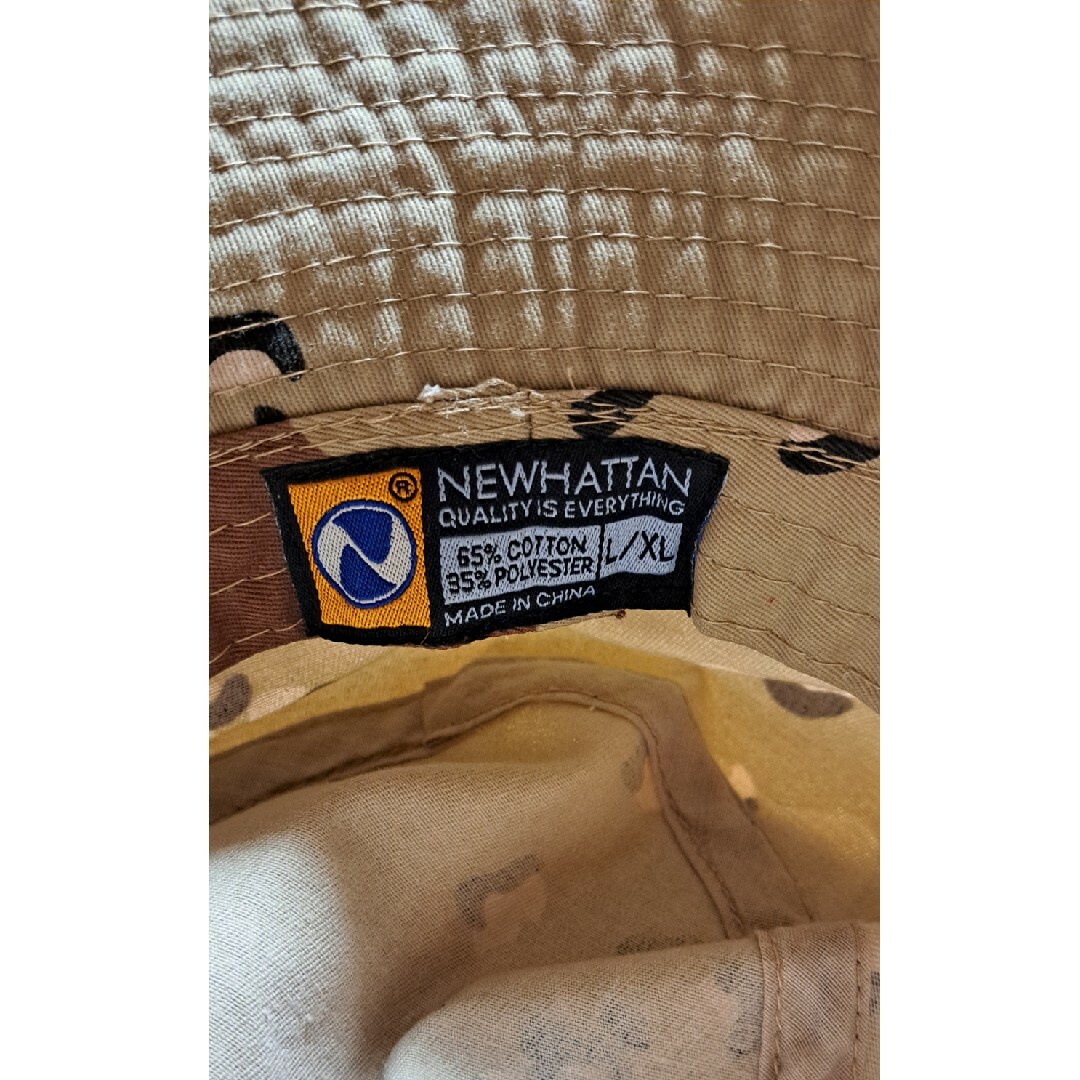 ®
NEWHATTAN
QUALITY IS EVERYTHING
65% COTTON
35% POLYESTER
L/XL
MADE IN CHINA